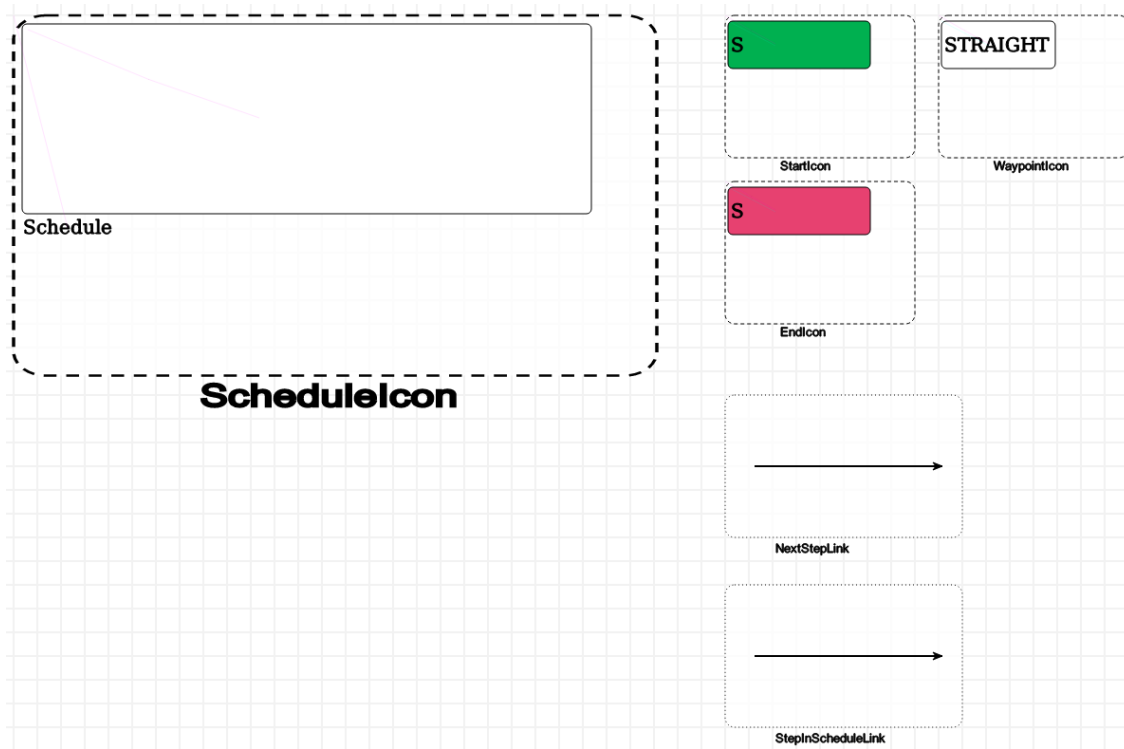 Schedule
ScheduleIcon
S
StartIcon
STRAIGHT
WaypointIcon
S
EndIcon
NextStepLink
StepInScheduleLink